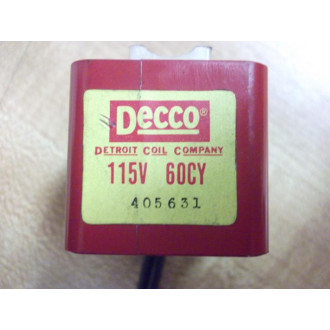 Decco®
DETROIT COIL COMPANY
115V 60CY
405631